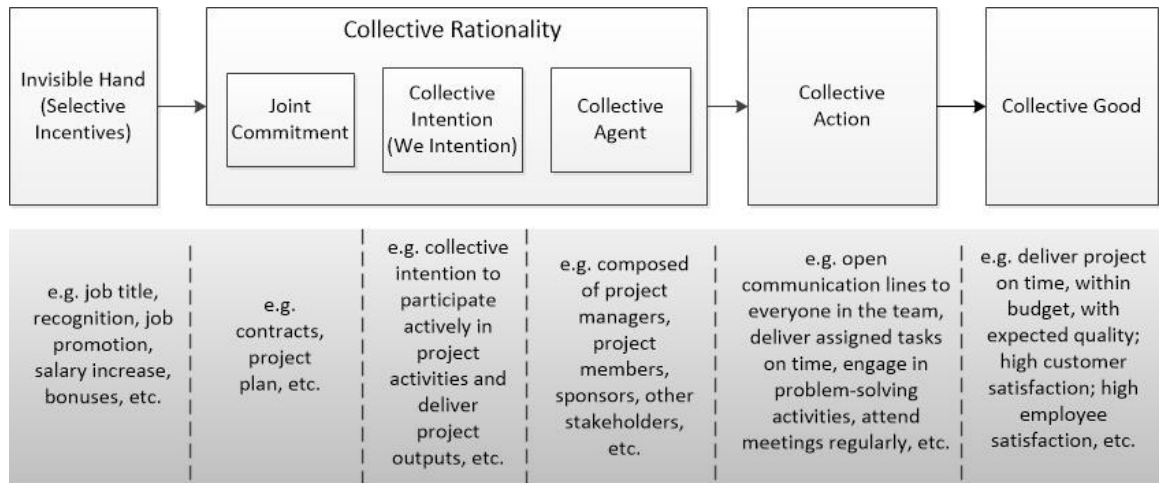 Invisible Hand
(Selective
Incentives)
Collective Rationality
Joint
Commitment
Collective
Intention
(We Intention)
Collective
Agent
Collective
Action
Collective Good
e.g. job title,
recognition, job
promotion,
salary increase,
bonuses, etc.
e.g.
contracts,
project
plan, etc.
e.g. collective
intention to
participate
actively in
project
activities and
deliver
project
outputs, etc.
e.g. composed
of project
managers,
project
members,
sponsors, other
stakeholders,
etc.
e.g. open
communication lines to
everyone in the team,
deliver assigned tasks
on time, engage in
problem-solving
activities, attend
meetings regularly, etc.
e.g. deliver project
on time, within
budget, with
expected quality;
high customer
satisfaction; high
employee
satisfaction, etc.